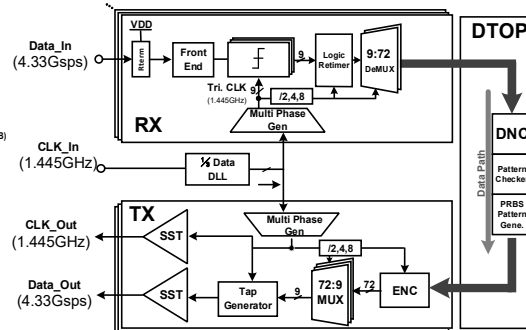 DTOP
VDD
Data_In
(4.33Gsps)
Rterm
Front
End
9
Logic
Retimer
9:72
DeMUX
Tri. CLK
(1.445GHz)
9
/2,4,8
Multi Phase
Gen
RX
DNC
Pattern
Checker
PRBS
Pattern
Gene.
Data Path
B)
CLK_In
(1.445GHz)
⅓ Data
DLL
TX
Multi Phase
Gen
CLK_Out
(1.445GHz)
SST
/2,4,8
Data_Out
(4.33Gsps)
SST
Tap
Generator
9
72:9
MUX
72
ENC